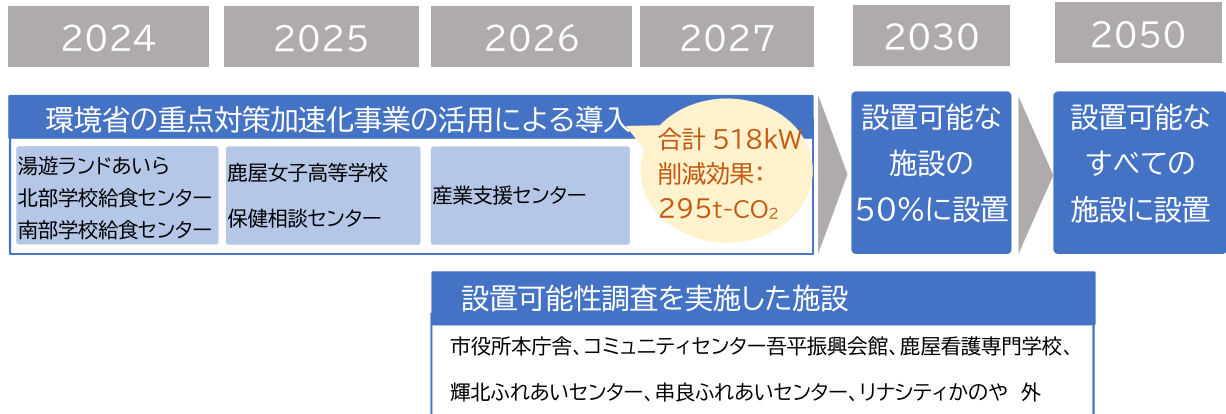 2024
2025
2026
2027
2030
2050
環境省の重点対策加速化事業の活用による導入
湯遊ランドあいら
北部学校給食センター
南部学校給食センター
鹿屋女子高等学校
保健相談センター
産業支援センター
合計 518kW
削減効果：
295t-CO₂
設置可能な
施設の
50%に設置
設置可能な
すべての
施設に設置
設置可能性調査を実施した施設
市役所本庁舎、コミュニティセンター吾平振興会館、鹿屋看護専門学校、
輝北ふれあいセンター、串良ふれあいセンター、リナシティかのや 外